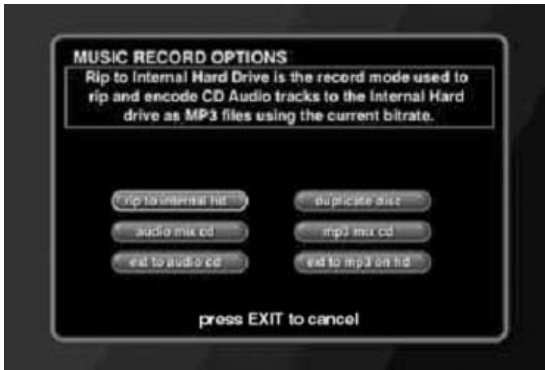 MUSIC RECORD OPTIONS
Rip to Internal Hard Drive is the record mode used to
rip and encode CD Audio tracks to the Internal Hard
drive as MP3 files using the current bitrate.
rip to internal hd
duplicate disc
audio mix cd
mp3 mix cd
ext to audio cd
ext to mp3 on hd
press EXIT to cancel